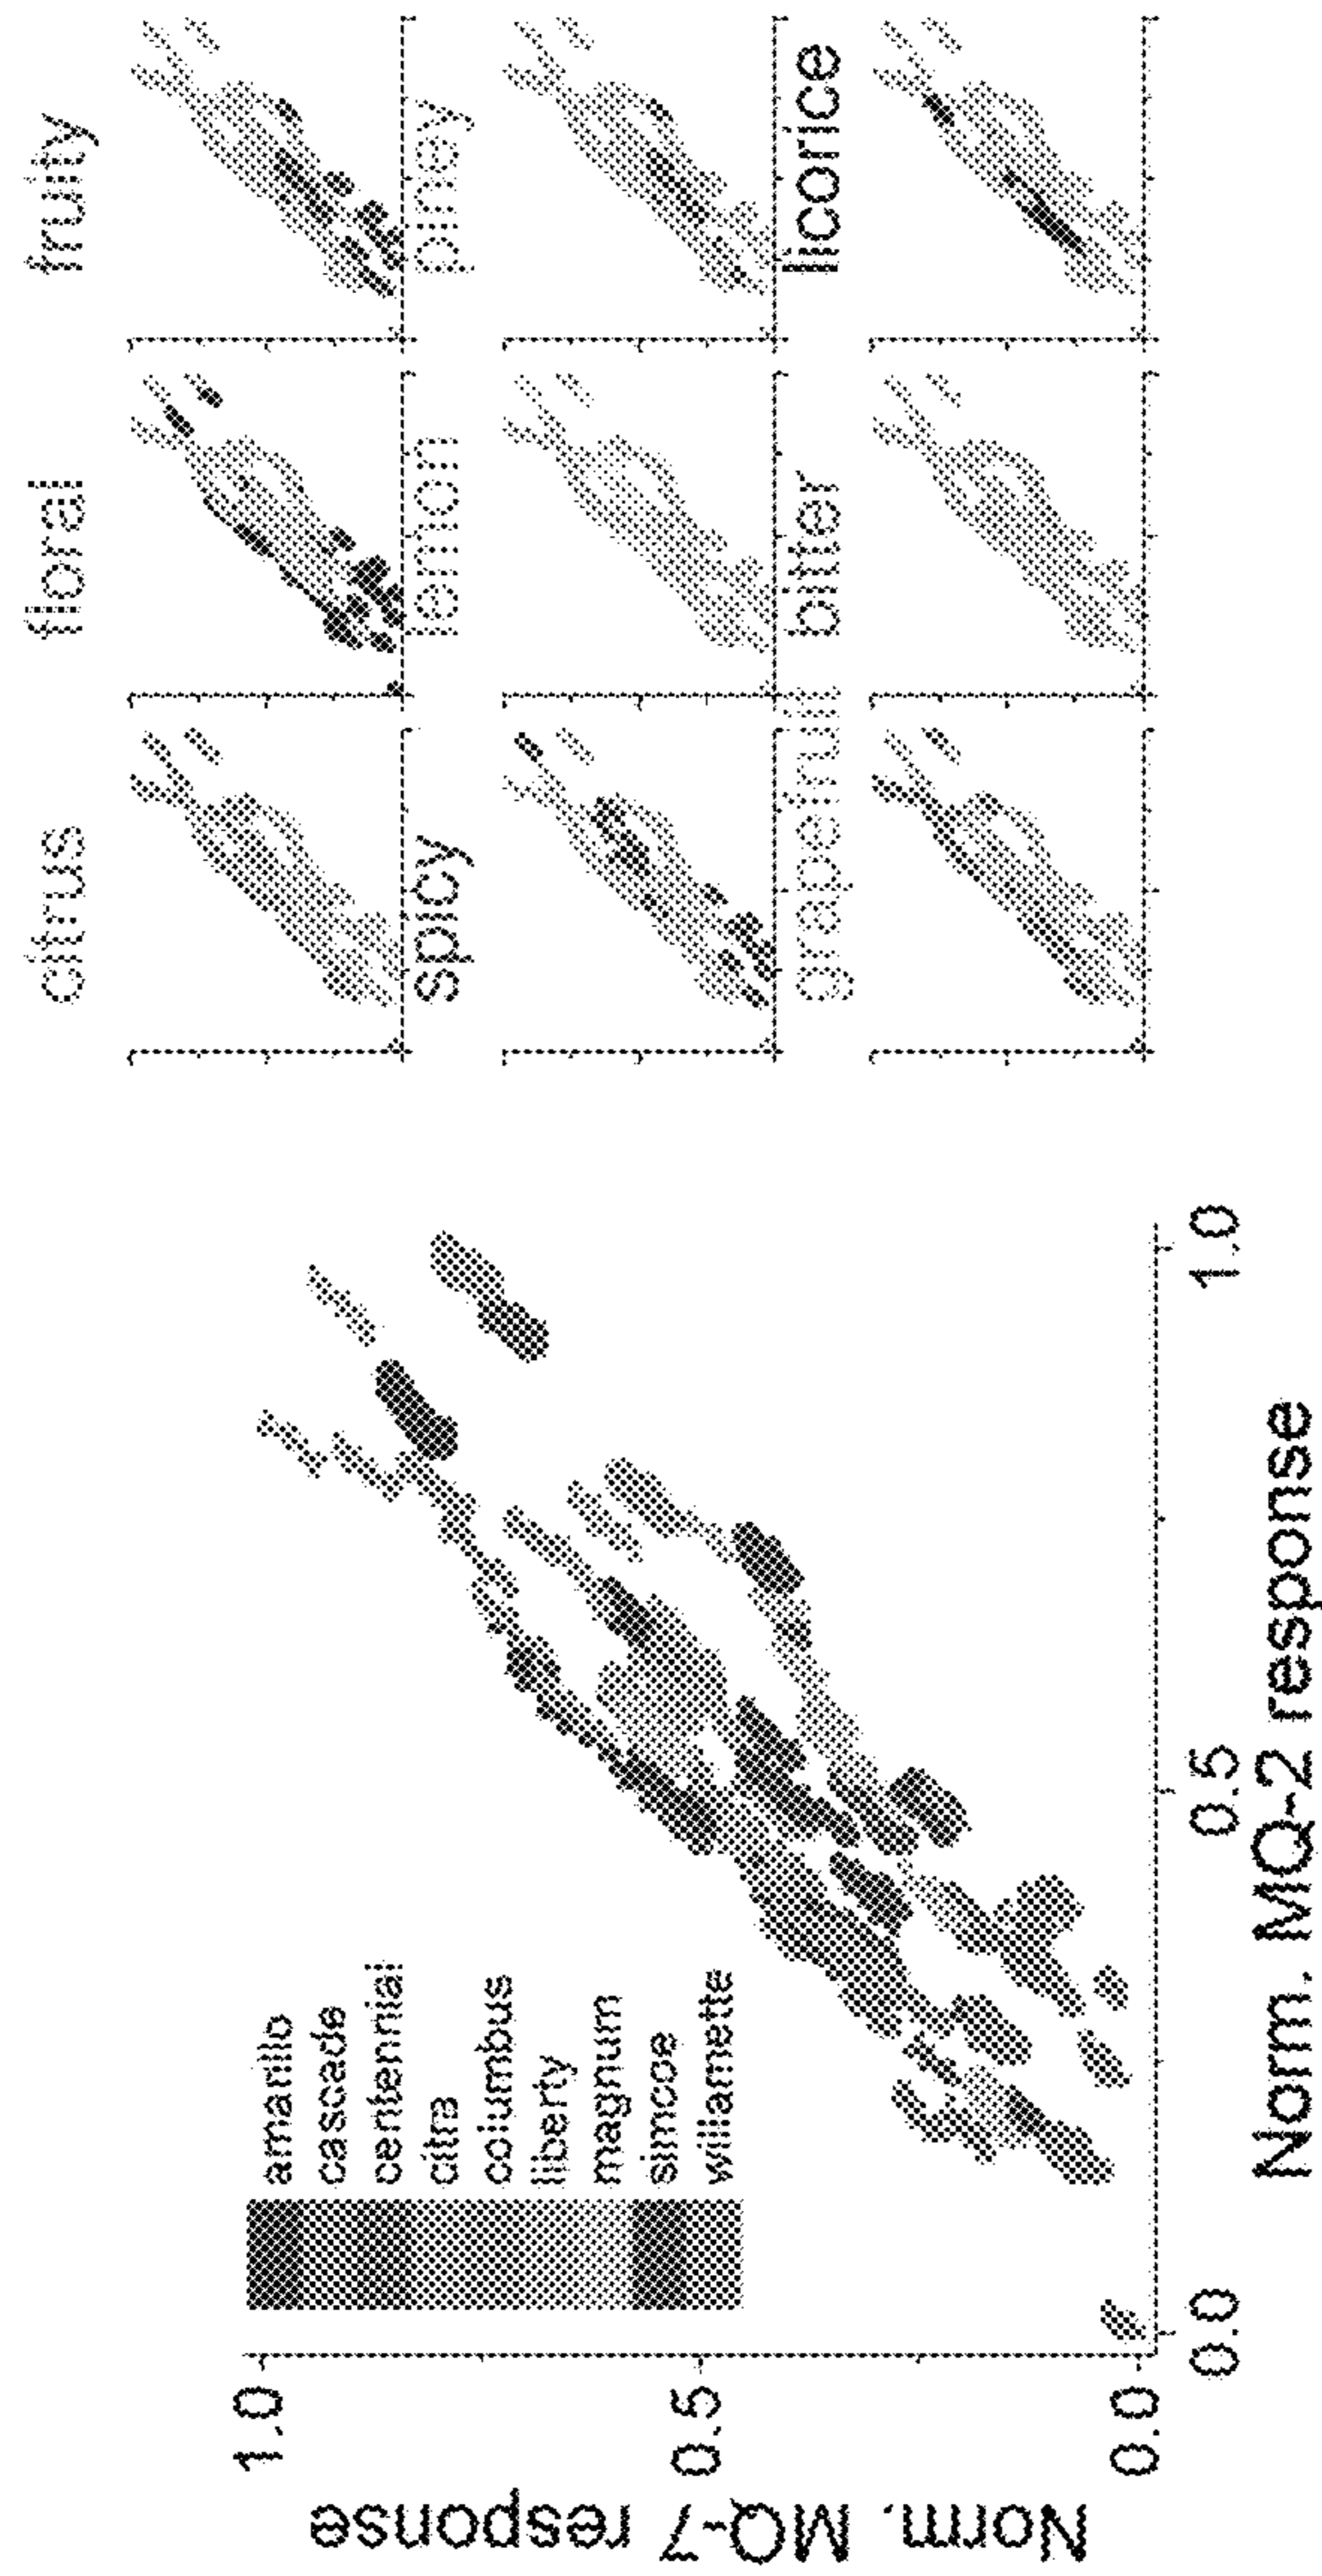 Norm. MQ-7 response
1.0
0.5
0.0
amarillo
cascade
centennial
citra
columbus
liberty
magnum
simcoe
willamette
0.0
0.5
1.0
Norm. MQ-2 response
citrus
floral
fruity
spicy
lemon
piney
grapefruit
bitter
licorice